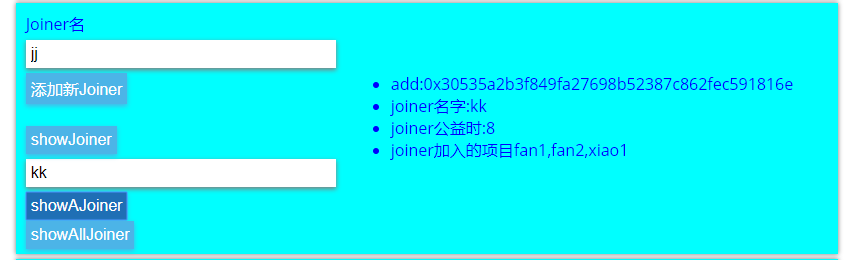 Joiner名
jj
添加新Joiner
showJoiner
kk
showAJoiner
showAllJoiner
add:0x30535a2b3f849fa27698b52387c862fec591816e
joiner名字:kk
joiner公益时:8
joiner加入的项目fan1,fan2,xiao1